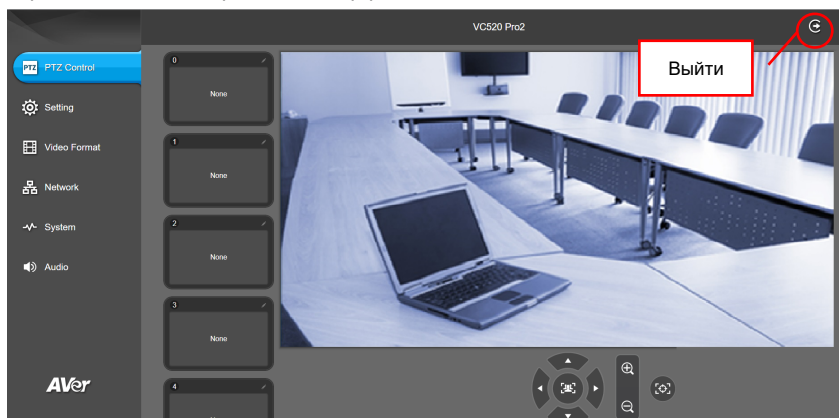 VC520 Pro2
Выйти
PTZ PTZ Control
Setting
Video Format
Network
System
Audio
AVer
0
None
1
None
2
None
3
None
4